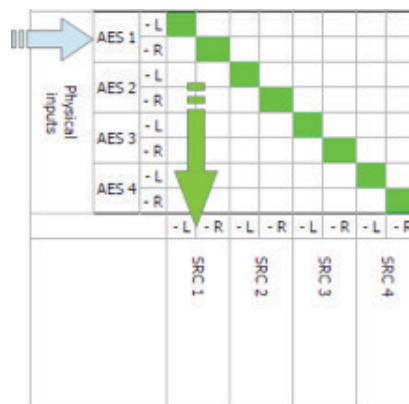 Physical inputs
AES 1
- L
- R
AES 2
- L
- R
AES 3
- L
- R
AES 4
- L
- R
- L - R - L - R - L - R - L - R
SRC 1 SRC 2 SRC 3 SRC 4